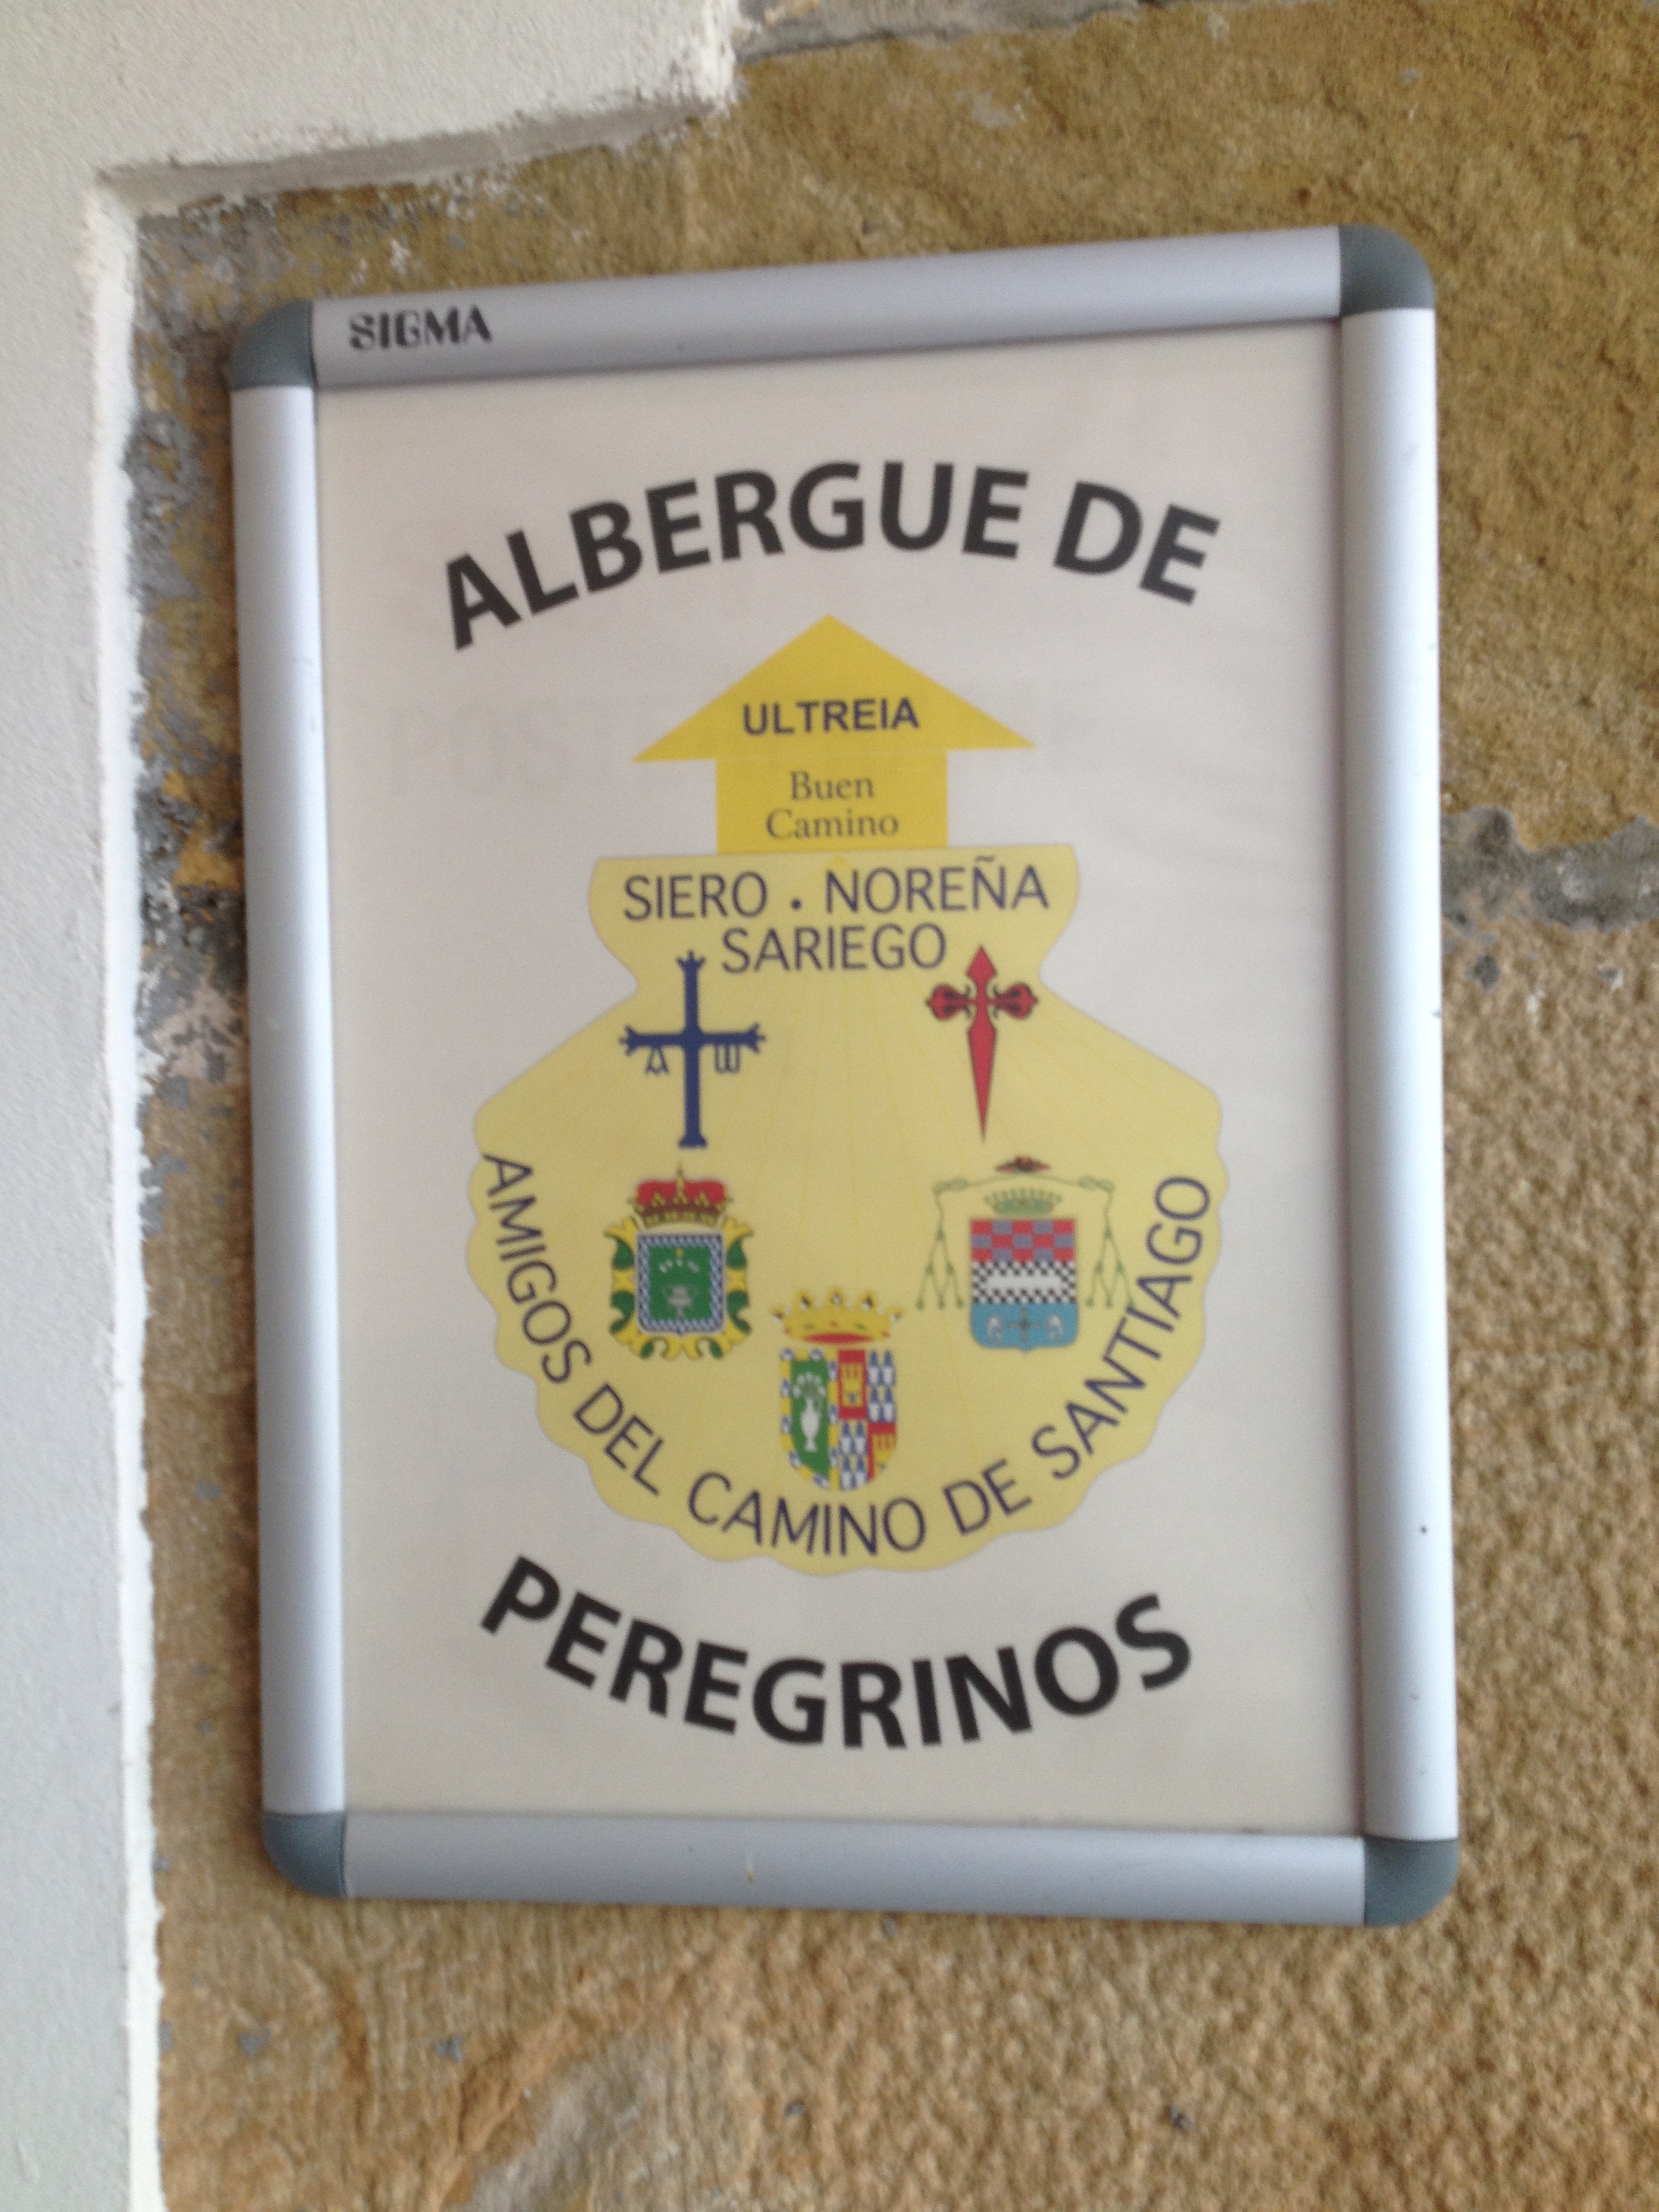 SIGMA
ALBERGUE DE
ULTREIA
Buen
Camino
SIERO . NOREÑA
SARIEGO
AMIGOS DEL CAMINO DE SANTIAGO
PEREGRINOS